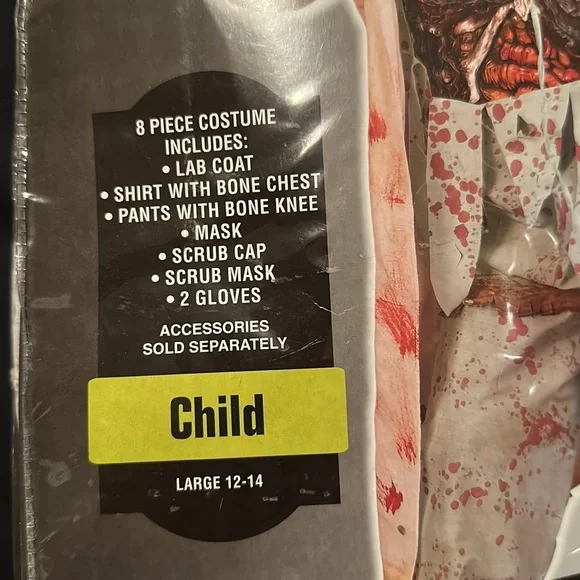 8 PIECE COSTUME
INCLUDES:
• LAB COAT
• SHIRT WITH BONE CHEST
• PANTS WITH BONE KNEE
• MASK
• SCRUB CAP
• SCRUB MASK
• 2 GLOVES
ACCESSORIES
SOLD SEPARATELY
Child
LARGE 12-14